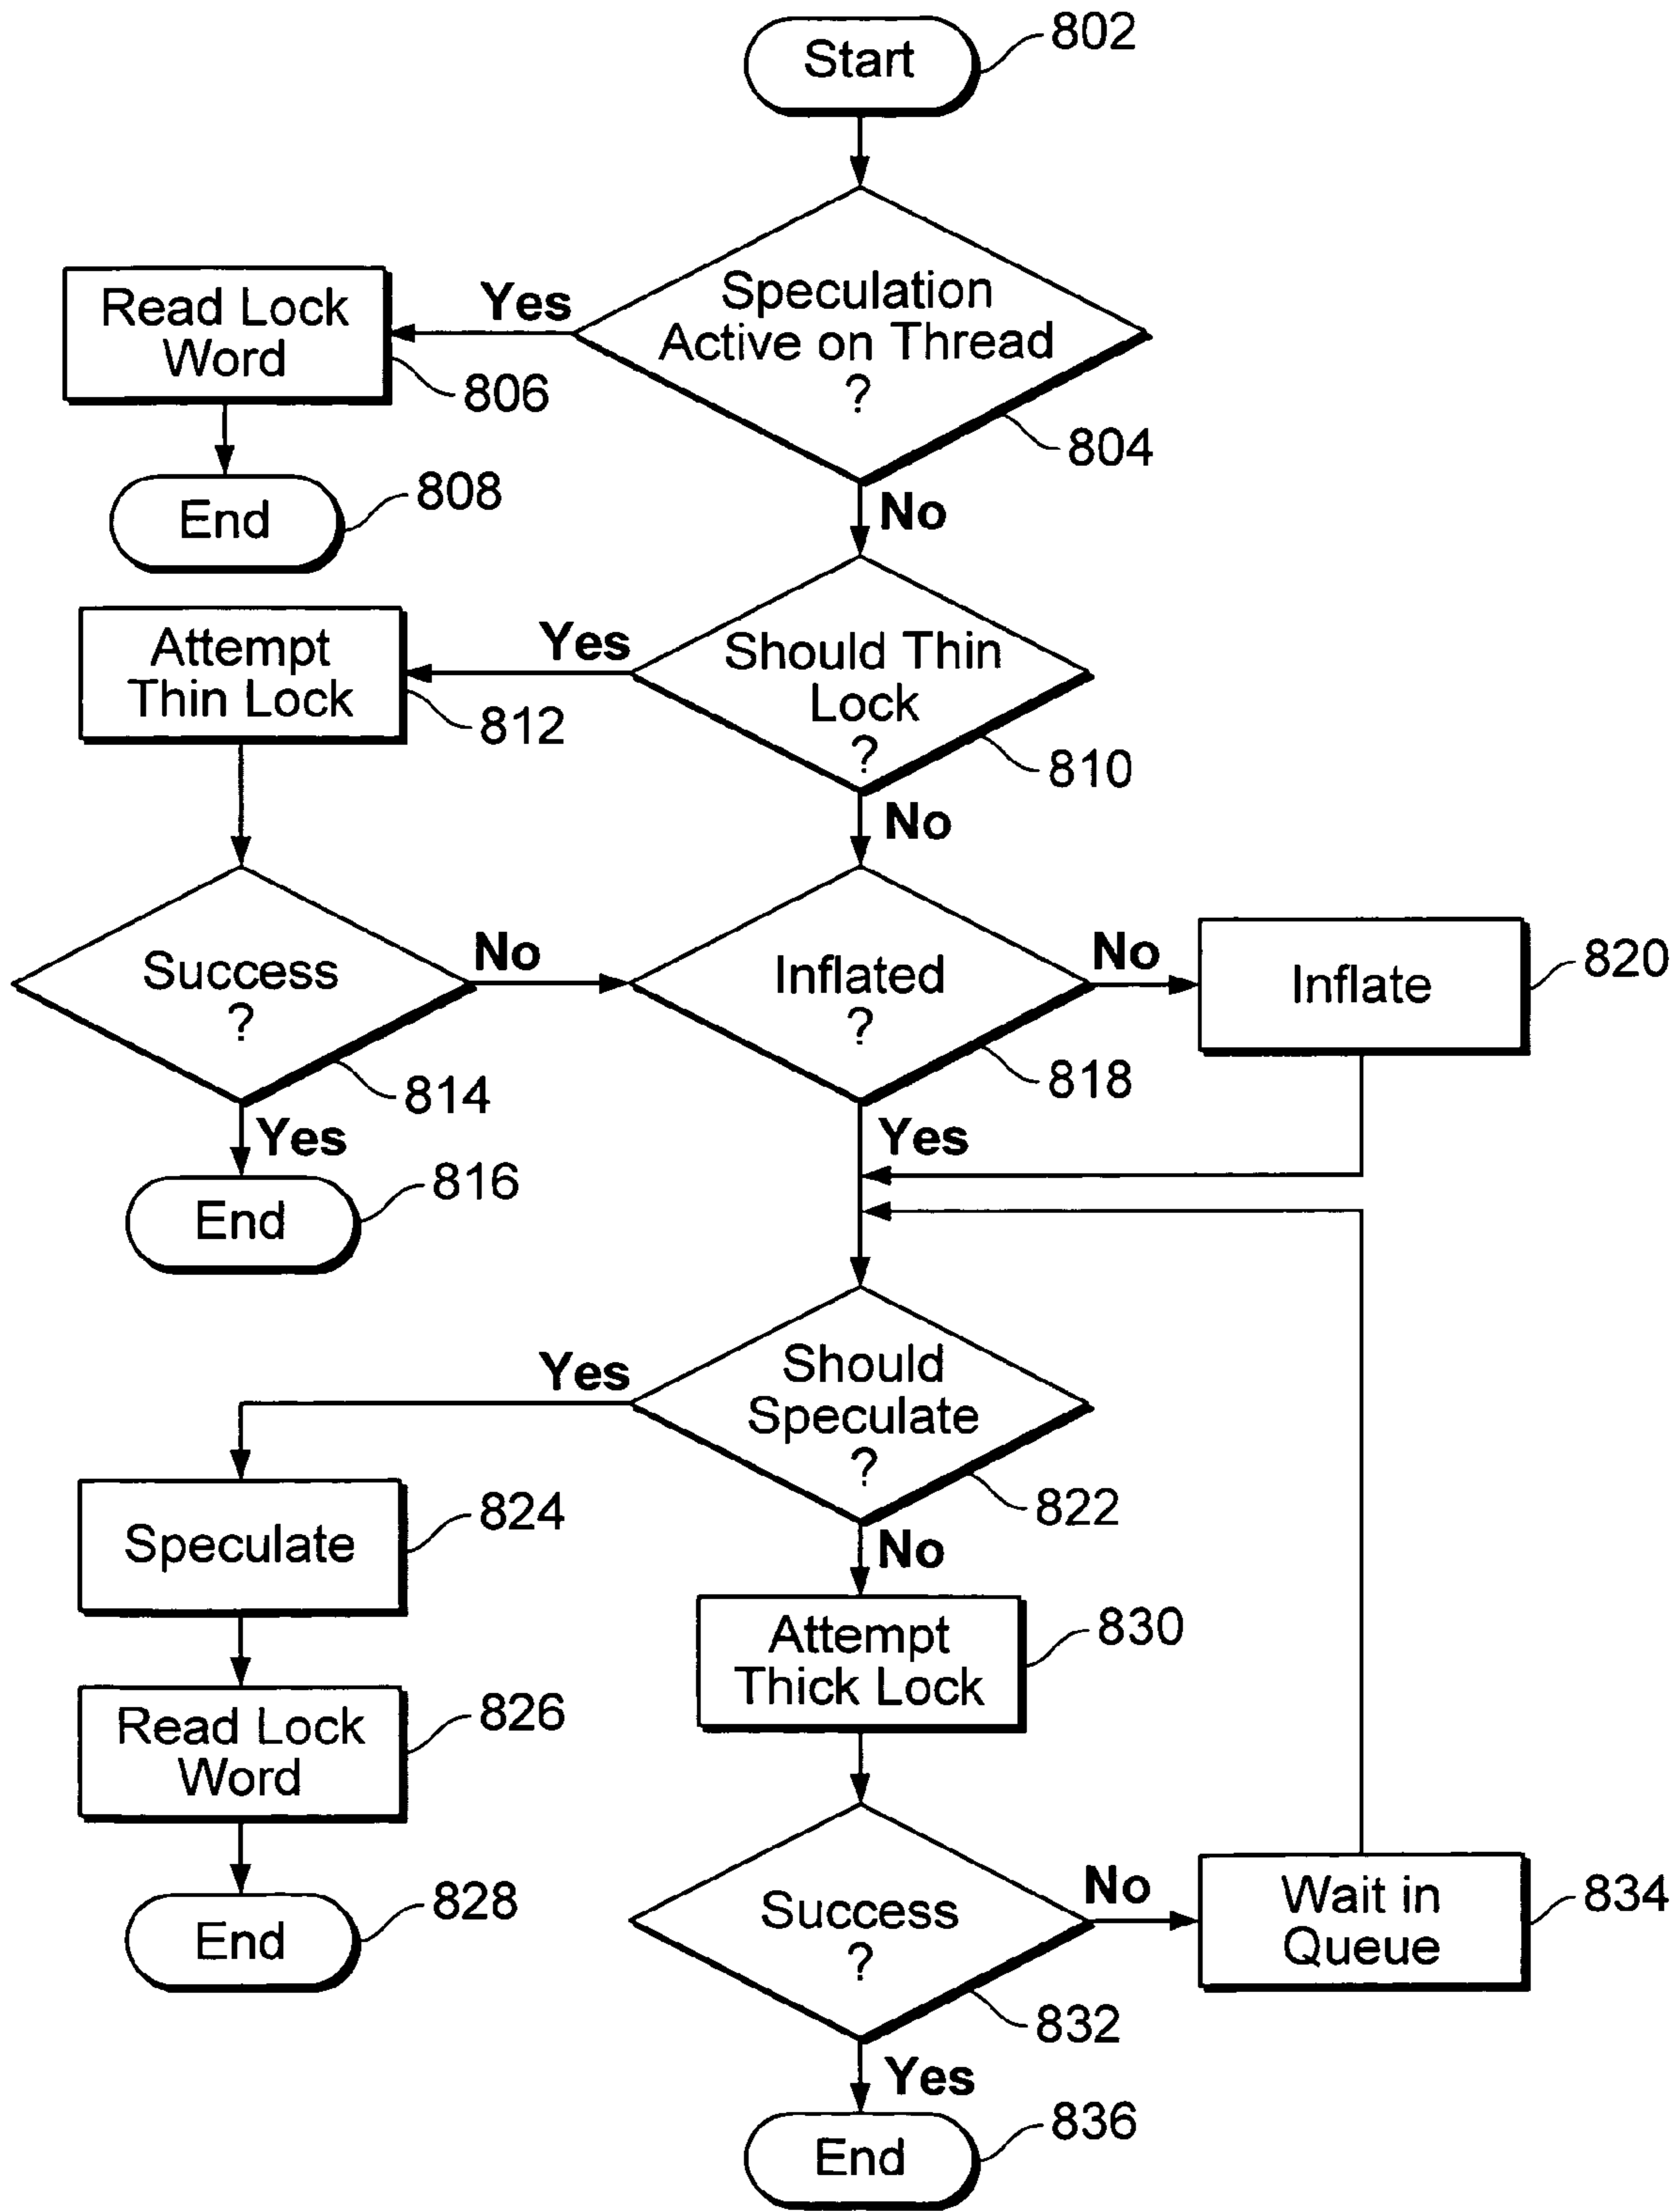 Start
802
Speculation
Active on Thread
?
804
Yes
Read Lock
Word
806
End
808
No
Should Thin
Lock
?
810
Yes
Attempt
Thin Lock
812
Success
?
814
Yes
End
816
No
No
Inflated
?
818
No
Inflate
820
Yes
Should
Speculate
?
822
Yes
Speculate
824
Read Lock
Word
826
End
828
No
Attempt
Thick Lock
830
Success
?
832
No
Wait in
Queue
834
Yes
End
836